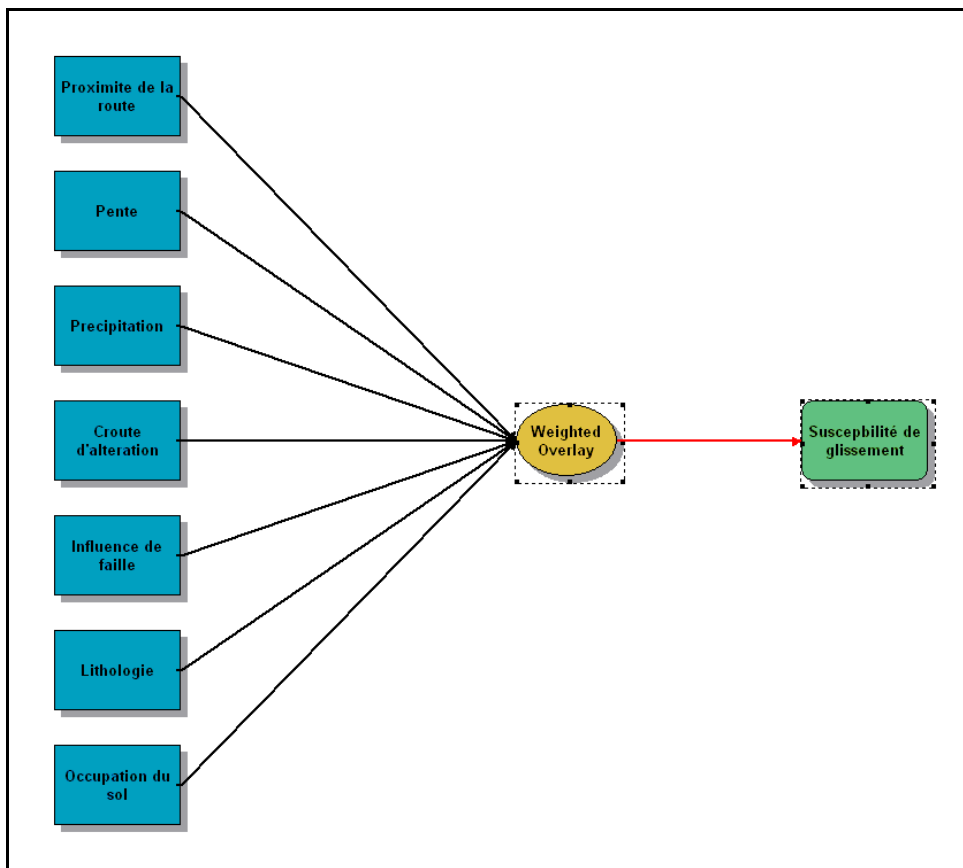 Proximite de la
route
Pente
Precipitation
Croute
d'alteration
Influence de
faille
Lithologie
Occupation du
sol
Weighted
Overlay
Suscepbilité de
glissement